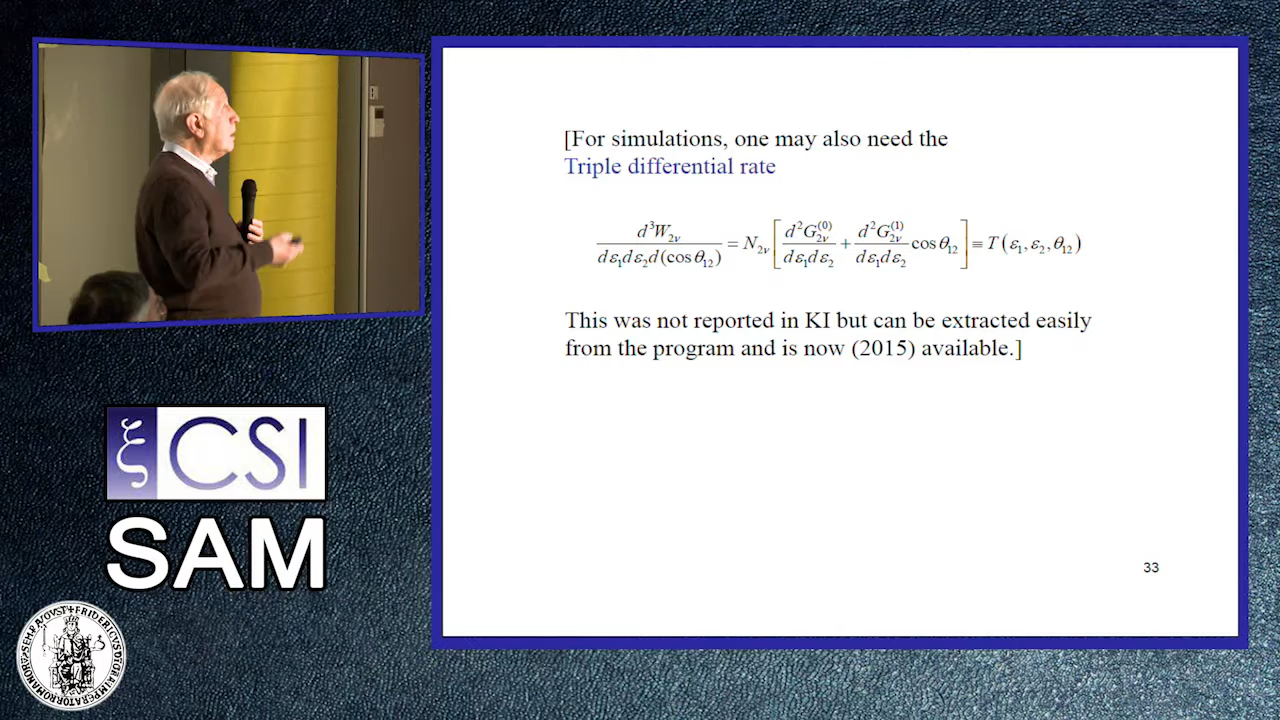 [For simulations, one may also need the
Triple differential rate
d³W₂ᵥ / dε₁dε₂d(cosθ₁₂) = N₂ᵥ [ d²G₂ᵥ⁽⁰⁾ / dε₁dε₂ + d²G₂ᵥ⁽¹⁾ / dε₁dε₂ cosθ₁₂ ] ≡ T(ε₁,ε₂,θ₁₂)
This was not reported in KI but can be extracted easily
from the program and is now (2015) available.]
33
ξ CSI
SAM